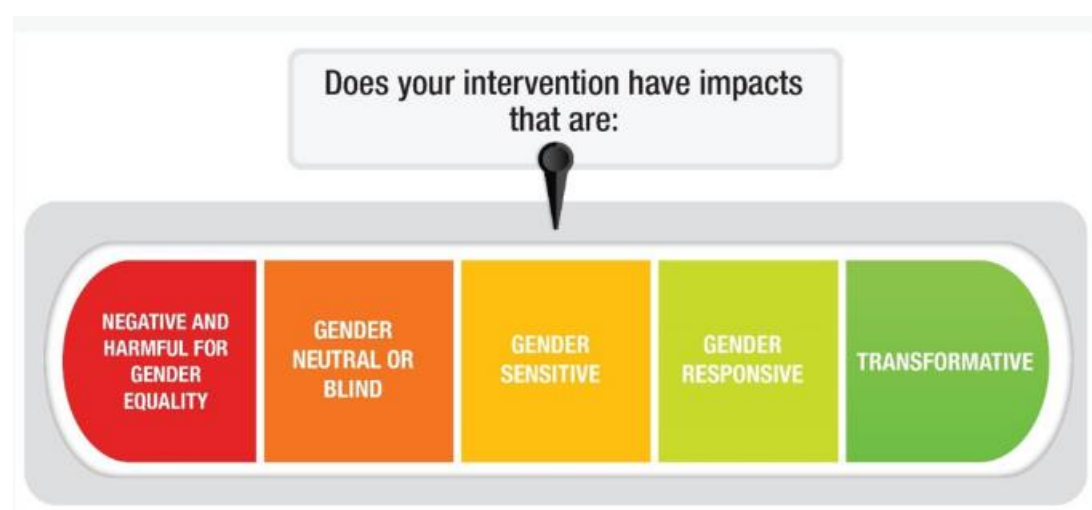 Does your intervention have impacts
that are:
NEGATIVE AND
HARMFUL FOR
GENDER
EQUALITY
GENDER
NEUTRAL OR
BLIND
GENDER
SENSITIVE
GENDER
RESPONSIVE
TRANSFORMATIVE